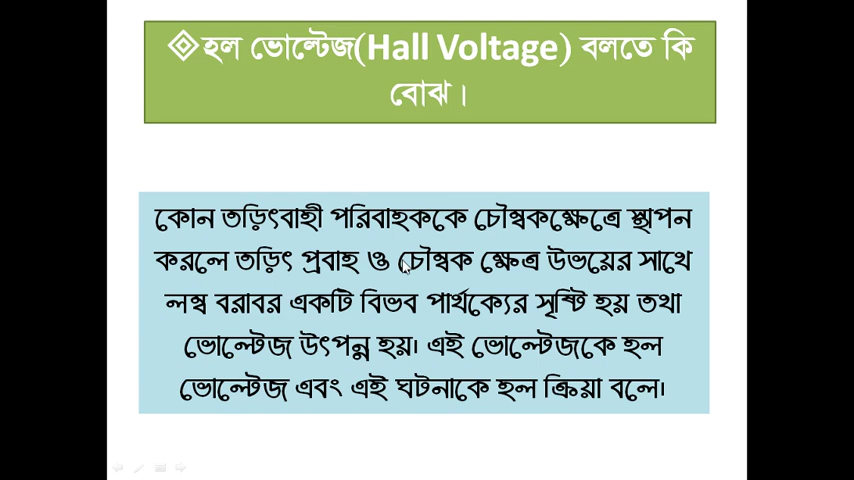 হল ভোল্টেজ(Hall Voltage) বলতে কি
বোঝ।
কোন তড়িৎবাহী পরিবাহককে চৌম্বকক্ষেত্রে স্থাপন
করলে তড়িৎ প্রবাহ ও চৌম্বক ক্ষেত্র উভয়ের সাথে
লম্ব বরাবর একটি বিভব পার্থক্যের সৃষ্টি হয় তথা
ভোল্টেজ উৎপন্ন হয়। এই ভোল্টেজকে হল
ভোল্টেজ এবং এই ঘটনাকে হল ক্রিয়া বলে।